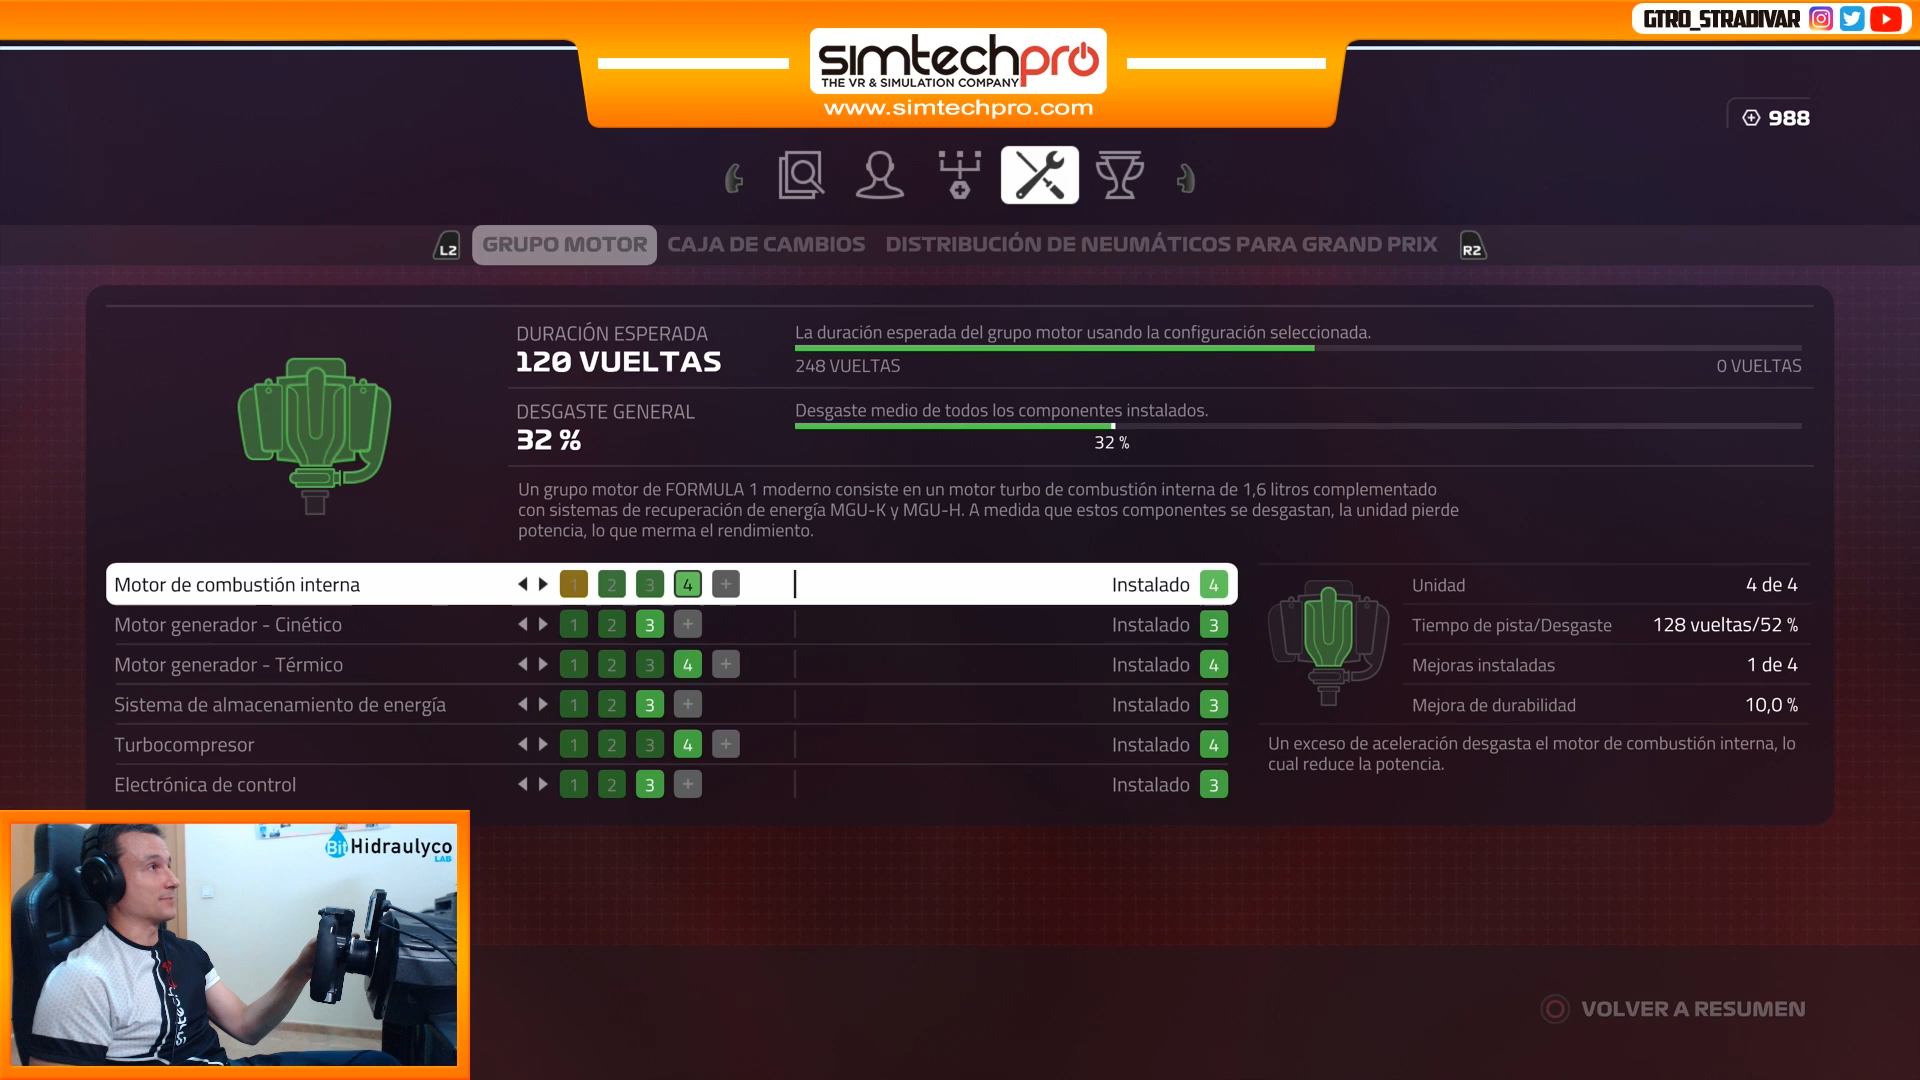 GTRO_STRADIVAR
simtechpro
THE VR & SIMULATION COMPANY
www.simtechpro.com
988
L2
GRUPO MOTOR
CAJA DE CAMBIOS
DISTRIBUCIÓN DE NEUMÁTICOS PARA GRAND PRIX
R2
DURACIÓN ESPERADA
120 VUELTAS
La duración esperada del grupo motor usando la configuración seleccionada.
248 VUELTAS
0 VUELTAS
DESGASTE GENERAL
32 %
Desgaste medio de todos los componentes instalados.
32 %
Un grupo motor de FORMULA 1 moderno consiste en un motor turbo de combustión interna de 1,6 litros complementado
con sistemas de recuperación de energía MGU-K y MGU-H. A medida que estos componentes se desgastan, la unidad pierde
potencia, lo que merma el rendimiento.
Motor de combustión interna 1 2 3 4 + Instalado 4
Motor generador - Cinético 1 2 3 + Instalado 3
Motor generador - Térmico 1 2 3 4 + Instalado 4
Sistema de almacenamiento de energía 1 2 3 + Instalado 3
Turbocompresor 1 2 3 4 + Instalado 4
Electrónica de control 1 2 3 + Instalado 3
Unidad 4 de 4
Tiempo de pista/Desgaste 128 vueltas/52 %
Mejoras instaladas 1 de 4
Mejora de durabilidad 10,0 %
Un exceso de aceleración desgasta el motor de combustión interna, lo
cual reduce la potencia.
BitHidraulyco
LAB
simtech
VOLVER A RESUMEN